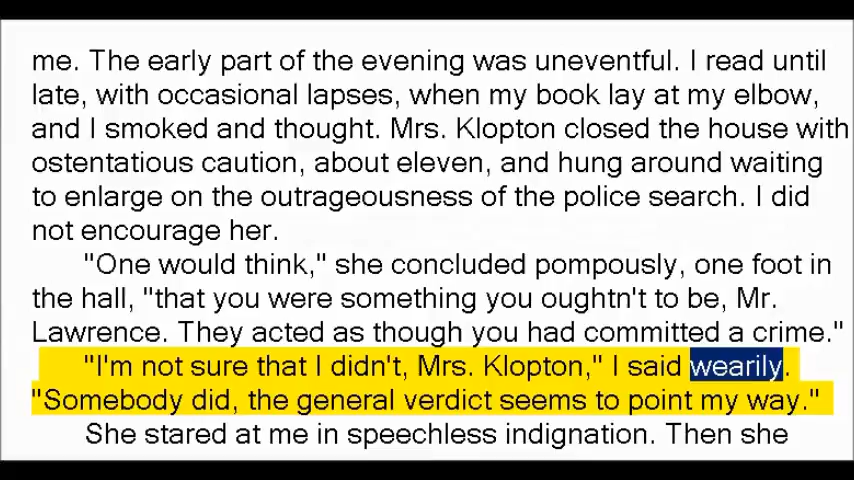 me. The early part of the evening was uneventful. I read until
late, with occasional lapses, when my book lay at my elbow,
and I smoked and thought. Mrs. Klopton closed the house with
ostentatious caution, about eleven, and hung around waiting
to enlarge on the outrageousness of the police search. I did
not encourage her.
"One would think," she concluded pompously, one foot in
the hall, "that you were something you oughtn't to be, Mr.
Lawrence. They acted as though you had committed a crime."
"I'm not sure that I didn't, Mrs. Klopton," I said wearily.
"Somebody did, the general verdict seems to point my way."
She stared at me in speechless indignation. Then she